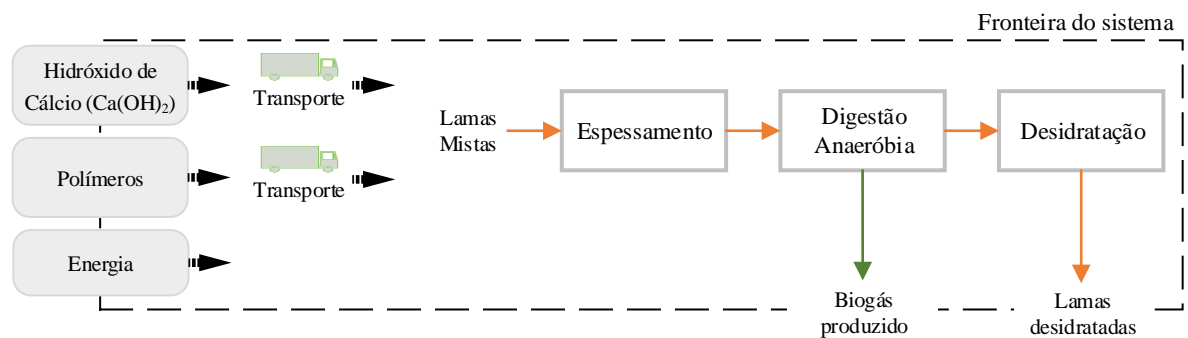 Fronteira do sistema
Hidróxido de
Cálcio (Ca(OH)₂)
Transporte
Polímeros
Transporte
Energia
Lamas
Mistas
Espessamento
Digestão
Anaeróbia
Desidratação
Biogás
produzido
Lamas
desidratadas